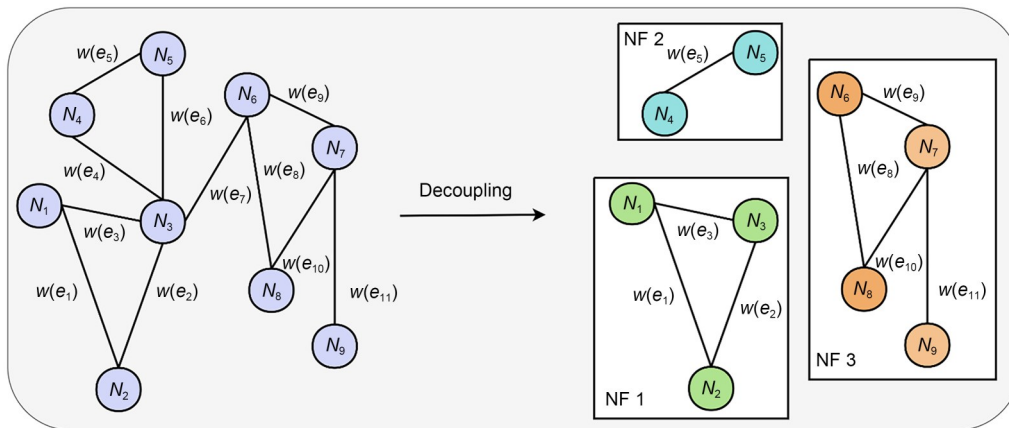 w(e₅)
N₅
N₄
w(e₆)
w(e₄)
N₁
w(e₃)
N₃
w(e₁)
w(e₂)
N₂
N₆
w(e₉)
N₇
w(e₈)
w(e₇)
w(e₁₀)
N₈
w(e₁₁)
N₉
Decoupling
NF 2
w(e₅)
N₅
N₄
N₁
w(e₃)
N₃
w(e₁)
w(e₂)
N₂
NF 1
N₆
w(e₉)
N₇
w(e₈)
w(e₁₀)
N₈
w(e₁₁)
N₉
NF 3